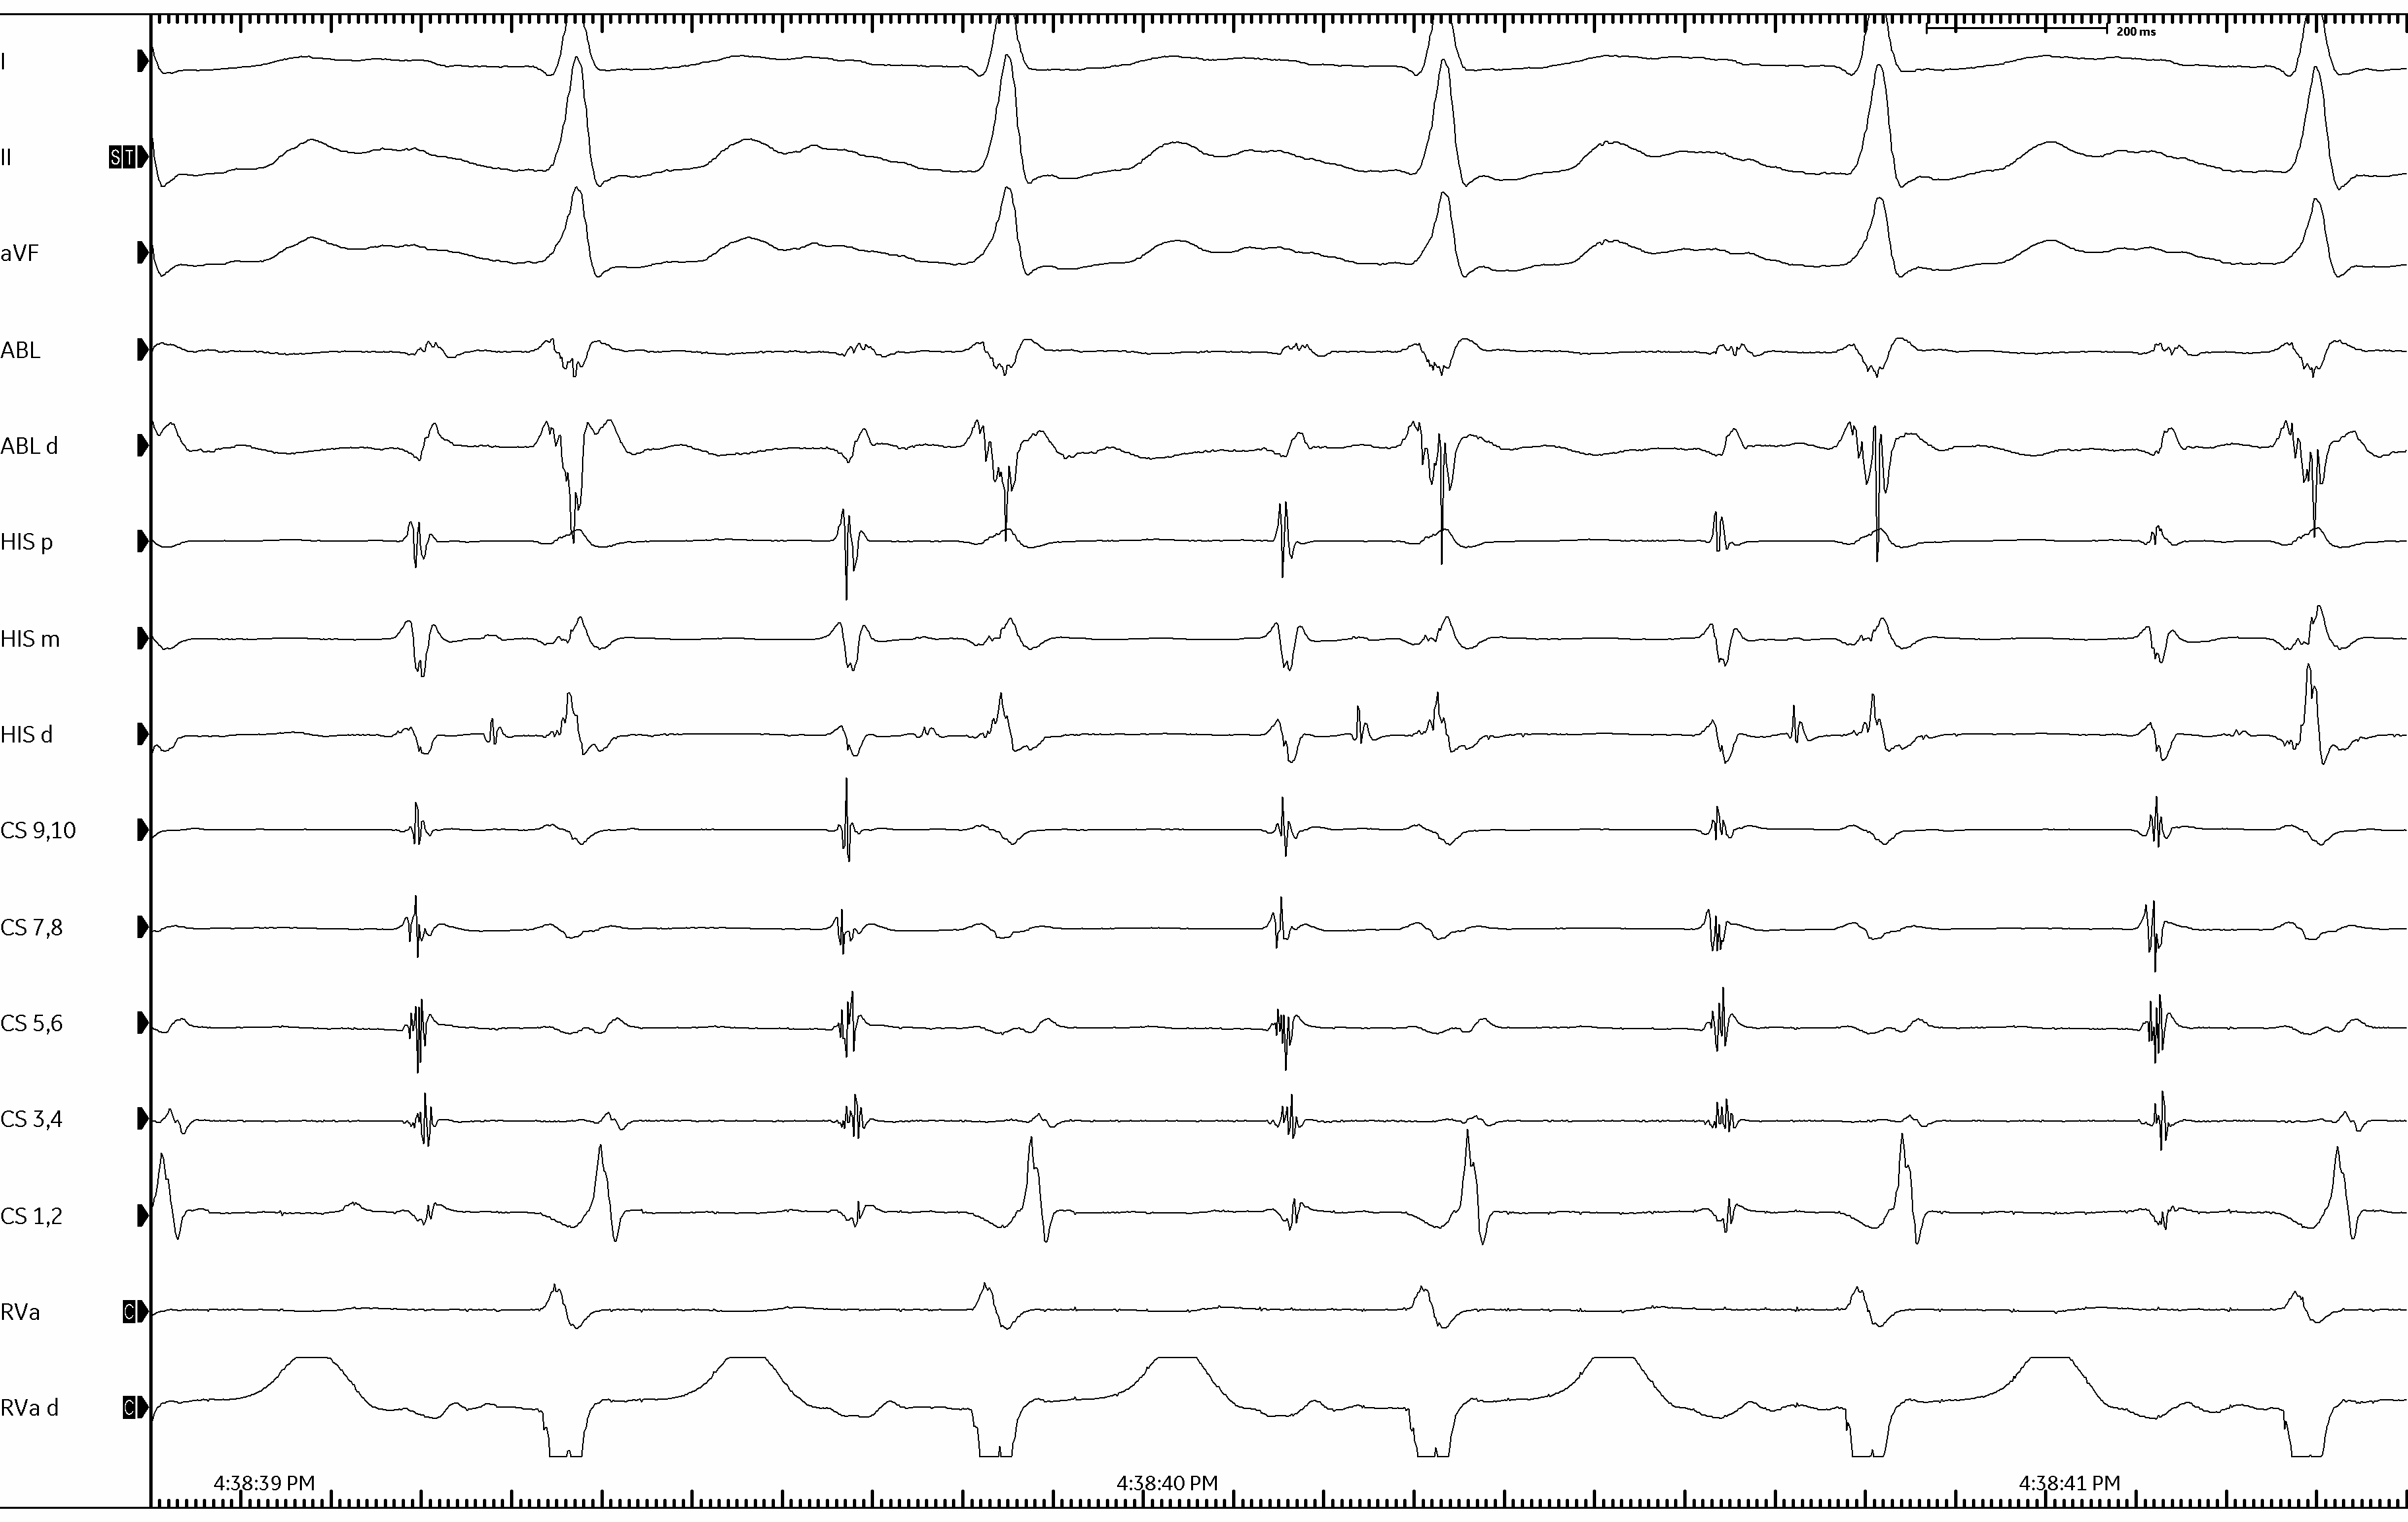 200 ms
I
II ST
aVF
ABL
ABL d
HIS p
HIS m
HIS d
CS 9,10
CS 7,8
CS 5,6
CS 3,4
CS 1,2
RVa C
RVa d C
4:38:39 PM 4:38:40 PM 4:38:41 PM